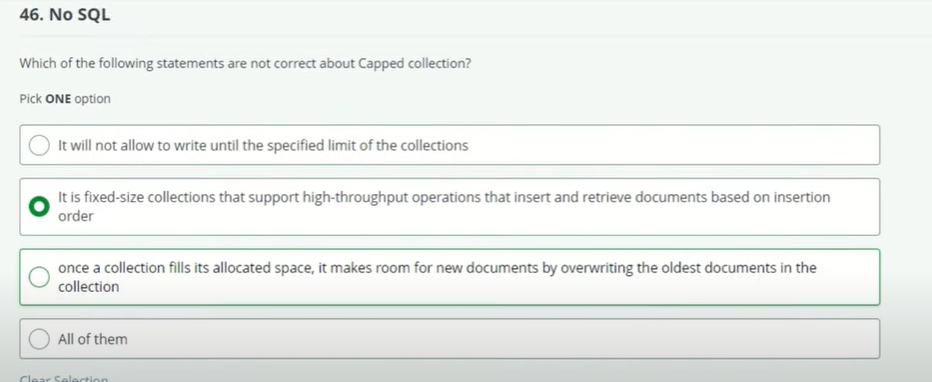 46. No SQL
Which of the following statements are not correct about Capped collection?
Pick ONE option
It will not allow to write until the specified limit of the collections
It is fixed-size collections that support high-throughput operations that insert and retrieve documents based on insertion
order
once a collection fills its allocated space, it makes room for new documents by overwriting the oldest documents in the
collection
All of them
Clear Selection